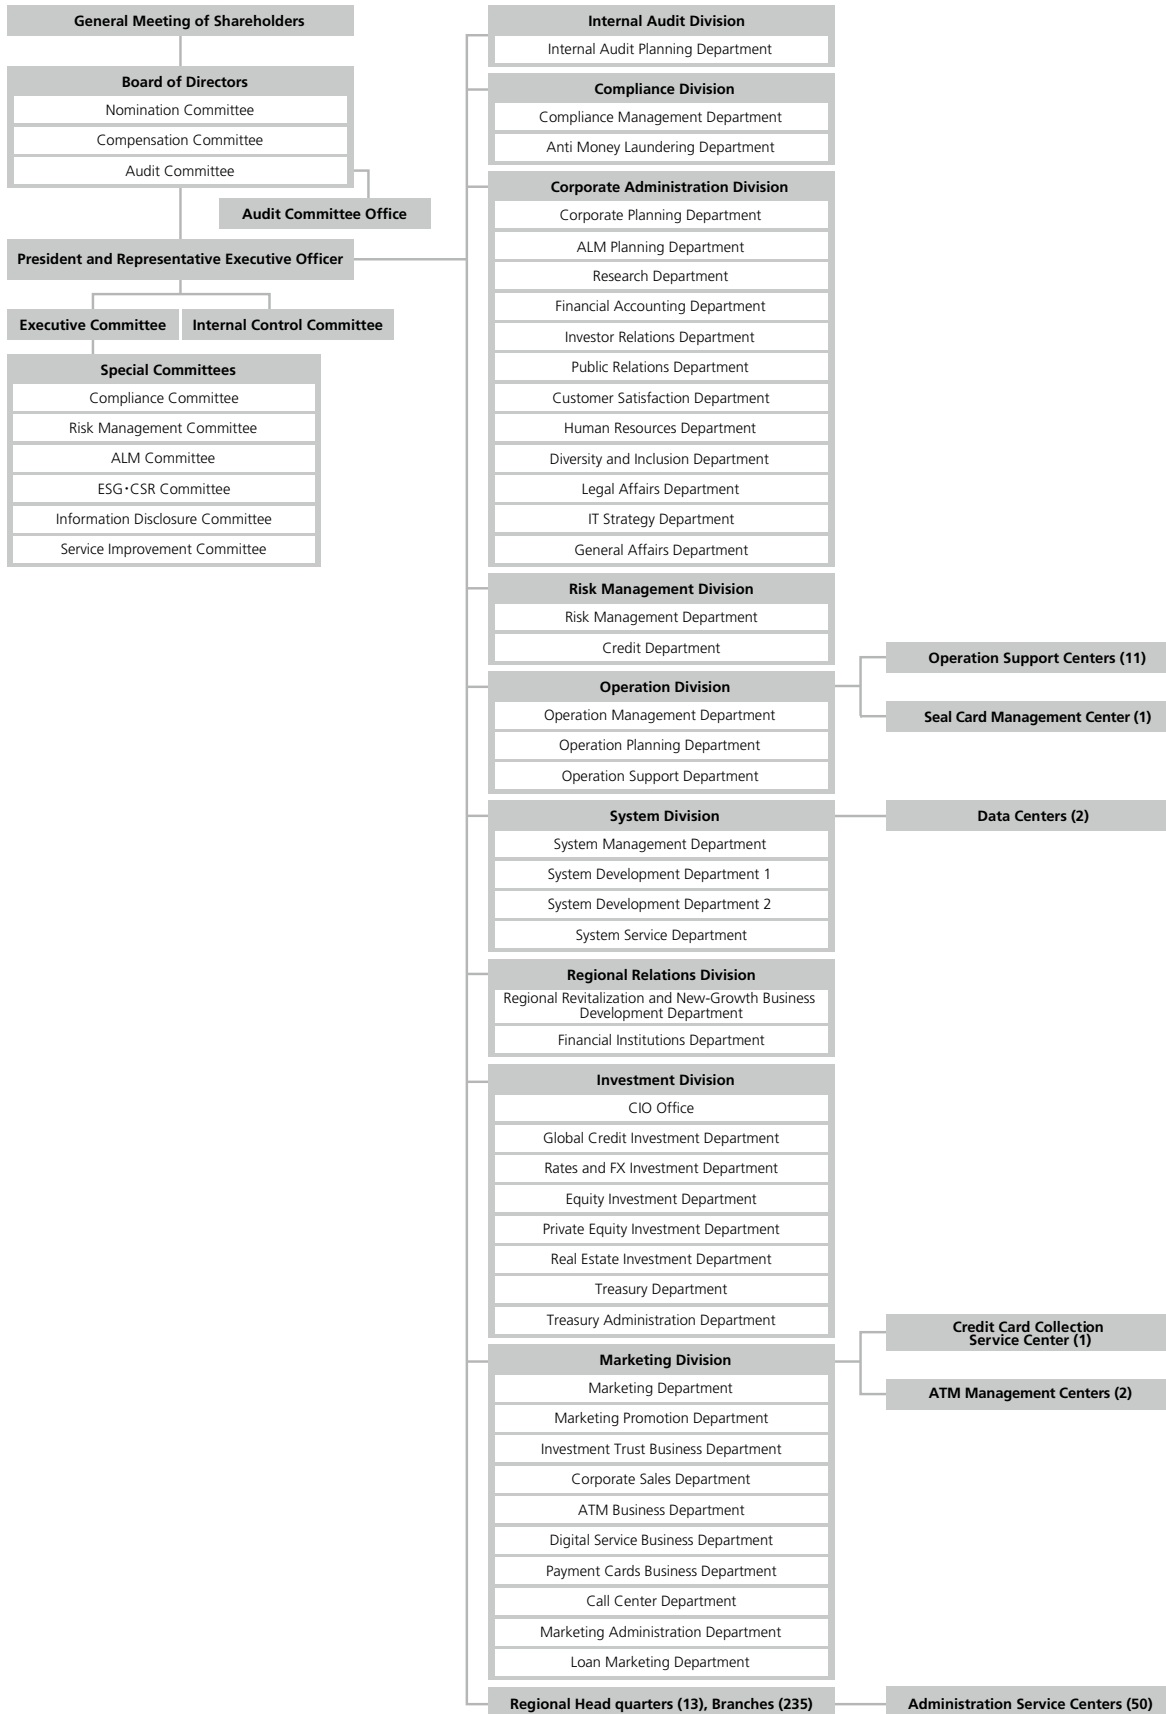 General Meeting of Shareholders
Board of Directors
Nomination Committee
Compensation Committee
Audit Committee
Audit Committee Office
President and Representative Executive Officer
Executive Committee
Internal Control Committee
Special Committees
Compliance Committee
Risk Management Committee
ALM Committee
ESG・CSR Committee
Information Disclosure Committee
Service Improvement Committee
Internal Audit Division
Internal Audit Planning Department
Compliance Division
Compliance Management Department
Anti Money Laundering Department
Corporate Administration Division
Corporate Planning Department
ALM Planning Department
Research Department
Financial Accounting Department
Investor Relations Department
Public Relations Department
Customer Satisfaction Department
Human Resources Department
Diversity and Inclusion Department
Legal Affairs Department
IT Strategy Department
General Affairs Department
Risk Management Division
Risk Management Department
Credit Department
Operation Division
Operation Management Department
Operation Planning Department
Operation Support Department
Operation Support Centers (11)
Seal Card Management Center (1)
System Division
System Management Department
System Development Department 1
System Development Department 2
System Service Department
Data Centers (2)
Regional Relations Division
Regional Revitalization and New-Growth Business
Development Department
Financial Institutions Department
Investment Division
CIO Office
Global Credit Investment Department
Rates and FX Investment Department
Equity Investment Department
Private Equity Investment Department
Real Estate Investment Department
Treasury Department
Treasury Administration Department
Marketing Division
Marketing Department
Marketing Promotion Department
Investment Trust Business Department
Corporate Sales Department
ATM Business Department
Digital Service Business Department
Payment Cards Business Department
Call Center Department
Marketing Administration Department
Loan Marketing Department
Credit Card Collection
Service Center (1)
ATM Management Centers (2)
Regional Head quarters (13), Branches (235)
Administration Service Centers (50)